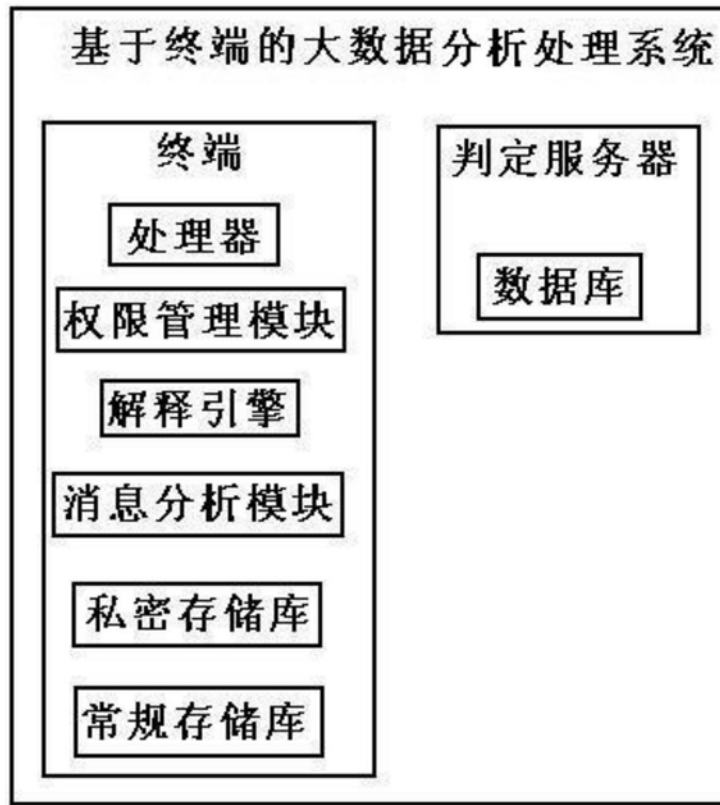 基于终端的大数据分析处理系统
终端
处理器
权限管理模块
解释引擎
消息分析模块
私密存储库
常规存储库
判定服务器
数据库